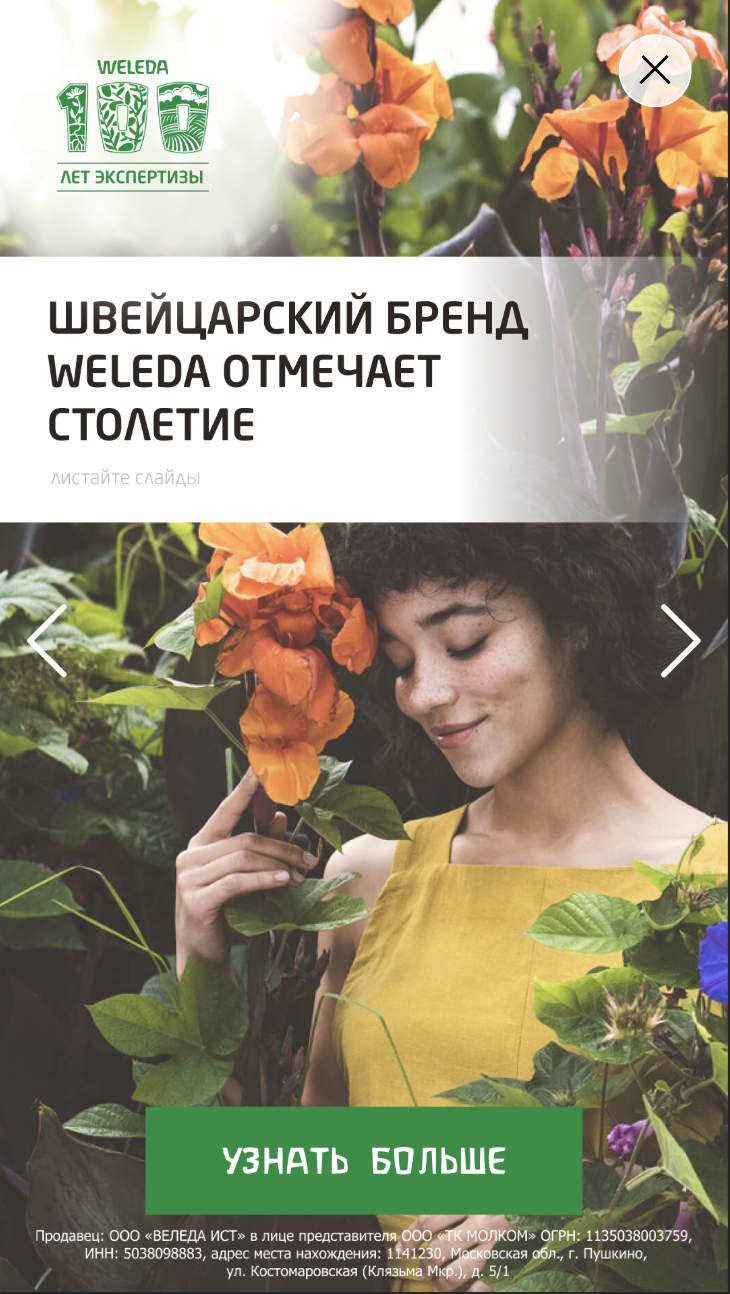 WELEDA
100
ЛЕТ ЭКСПЕРТИЗЫ
ШВЕЙЦАРСКИЙ БРЕНД
WELEDA ОТМЕЧАЕТ
СТОЛЕТИЕ
листайте слайды
УЗНАТЬ БОЛЬШЕ
Продавец: ООО «ВЕЛЕДА ИСТ» в лице представителя ООО «ТК МОЛКОМ» ОГРН: 1135038003759,
ИНН: 5038098883, адрес места нахождения: 1141230, Московская обл., г. Пушкино,
ул. Костомаровская (Клязьма Мкр.), д. 5/1